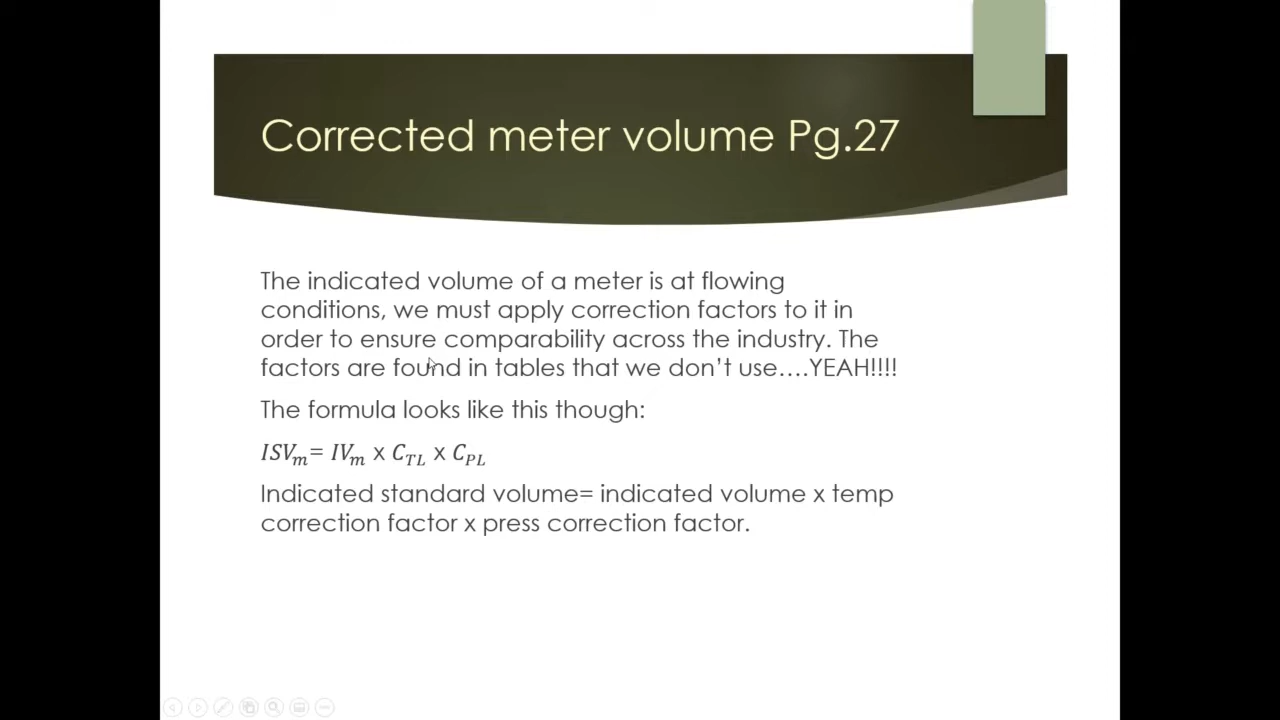 Corrected meter volume Pg.27
The indicated volume of a meter is at flowing
conditions, we must apply correction factors to it in
order to ensure comparability across the industry. The
factors are found in tables that we don’t use….YEAH!!!!
The formula looks like this though:
ISVₘ= IVₘ x C_TL x C_PL
Indicated standard volume= indicated volume x temp
correction factor x press correction factor.